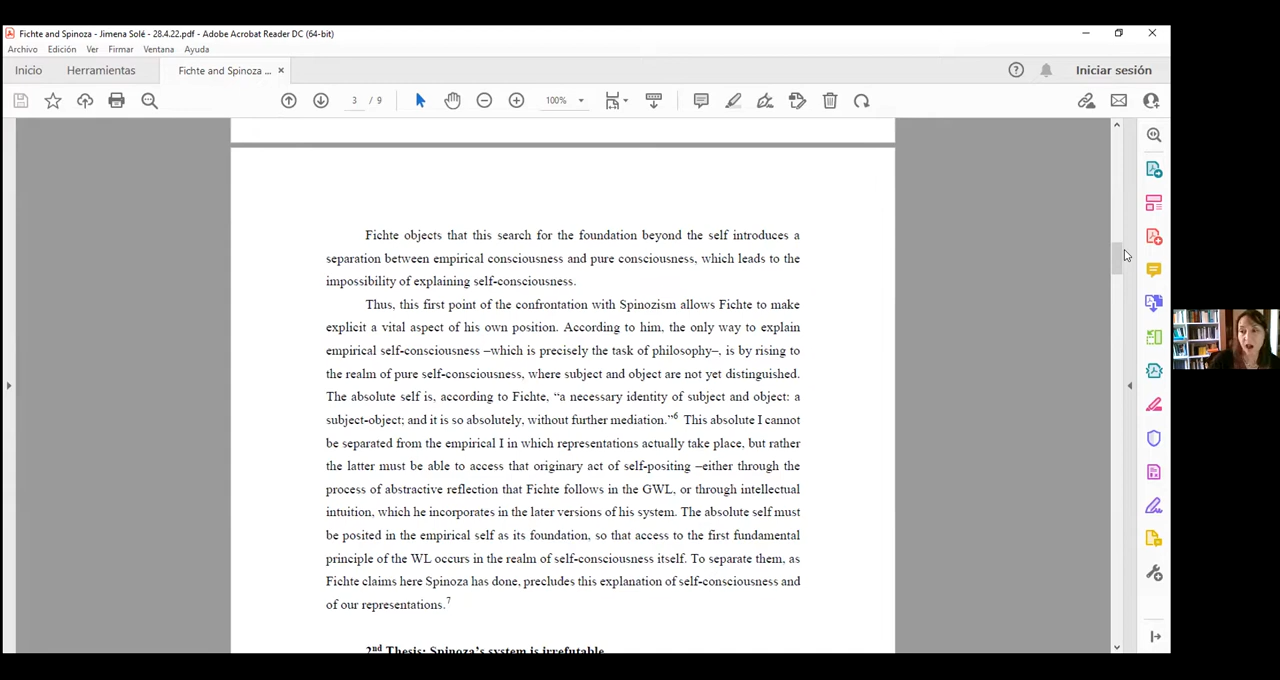 Fichte and Spinoza - Jimena Solé - 28.4.22.pdf - Adobe Acrobat Reader DC (64-bit)
Archivo Edición Ver Firmar Ventana Ayuda
Inicio Herramientas Fichte and Spinoza ... × Iniciar sesión
3 / 9 100%
Fichte objects that this search for the foundation beyond the self introduces a
separation between empirical consciousness and pure consciousness, which leads to the
impossibility of explaining self-consciousness.
Thus, this first point of the confrontation with Spinozism allows Fichte to make
explicit a vital aspect of his own position. According to him, the only way to explain
empirical self-consciousness –which is precisely the task of philosophy–, is by rising to
the realm of pure self-consciousness, where subject and object are not yet distinguished.
The absolute self is, according to Fichte, “a necessary identity of subject and object: a
subject-object; and it is so absolutely, without further mediation.”6 This absolute I cannot
be separated from the empirical I in which representations actually take place, but rather
the latter must be able to access that originary act of self-positing –either through the
process of abstractive reflection that Fichte follows in the GWL, or through intellectual
intuition, which he incorporates in the later versions of his system. The absolute self must
be posited in the empirical self as its foundation, so that access to the first fundamental
principle of the WL occurs in the realm of self-consciousness itself. To separate them, as
Fichte claims here Spinoza has done, precludes this explanation of self-consciousness and
of our representations.7
2nd Thesis: Spinoza’s system is irrefutable